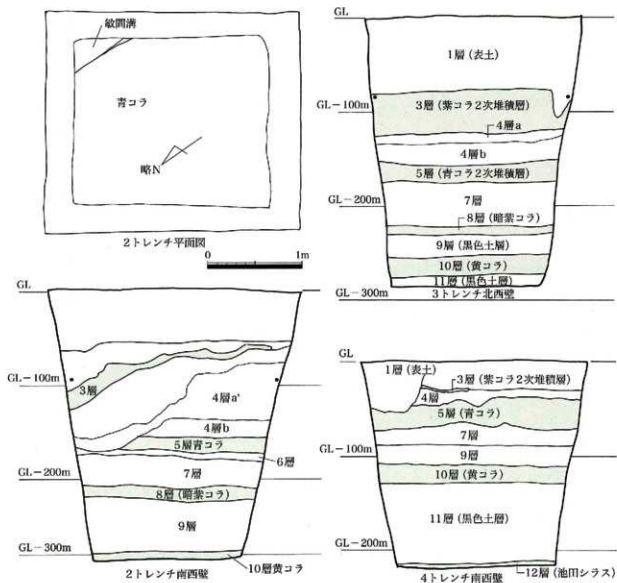 畝間溝
青コラ
略N
2トレンチ平面図
0 1m
GL
1層(表土)
GL-100m
3層(紫コラ2次堆積層)
4層a
4層b
5層(青コラ2次堆積層)
GL-200m
7層
8層(暗紫コラ)
9層(黒色土層)
10層(黄コラ)
11層(黒色土層)
GL-300m
3トレンチ北西壁
GL
GL-100m
3層
4層a'
4層b
5層青コラ
6層
7層
GL-200m
8層(暗紫コラ)
9層
GL-300m
10層黄コラ
2トレンチ南西壁
GL
1層(表土)
3層(紫コラ2次堆積層)
4層
5層(青コラ)
7層
GL-100m
9層
10層(黄コラ)
11層(黒色土層)
GL-200m
12層(池田シラス)
4トレンチ南西壁